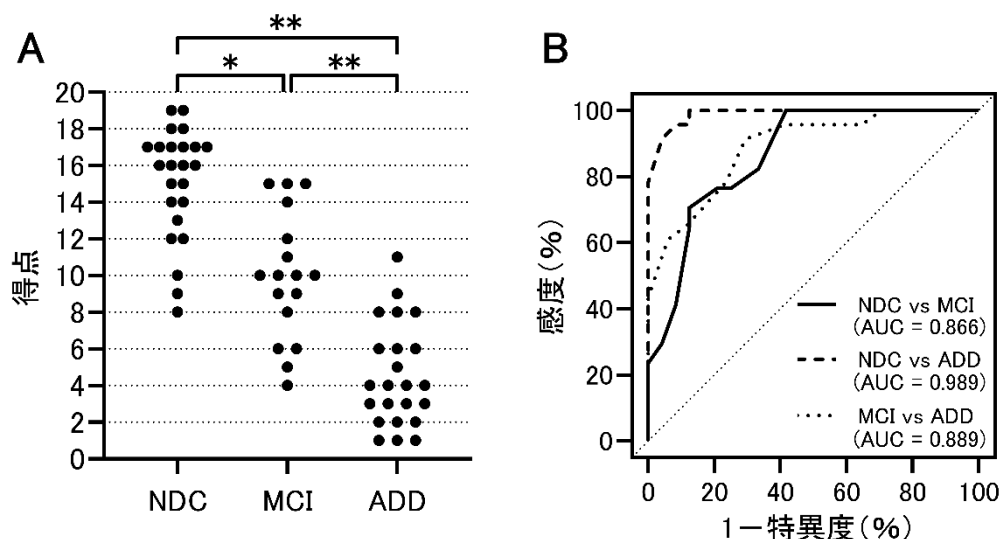 A
**
*
**
20
18
16
14
12
10
8
6
4
2
0
得点
NDC
MCI
ADD
B
100
80
60
40
20
0
感度(%)
NDC vs MCI
(AUC = 0.866)
NDC vs ADD
(AUC = 0.989)
MCI vs ADD
(AUC = 0.889)
0 20 40 60 80 100
1－特異度(%)